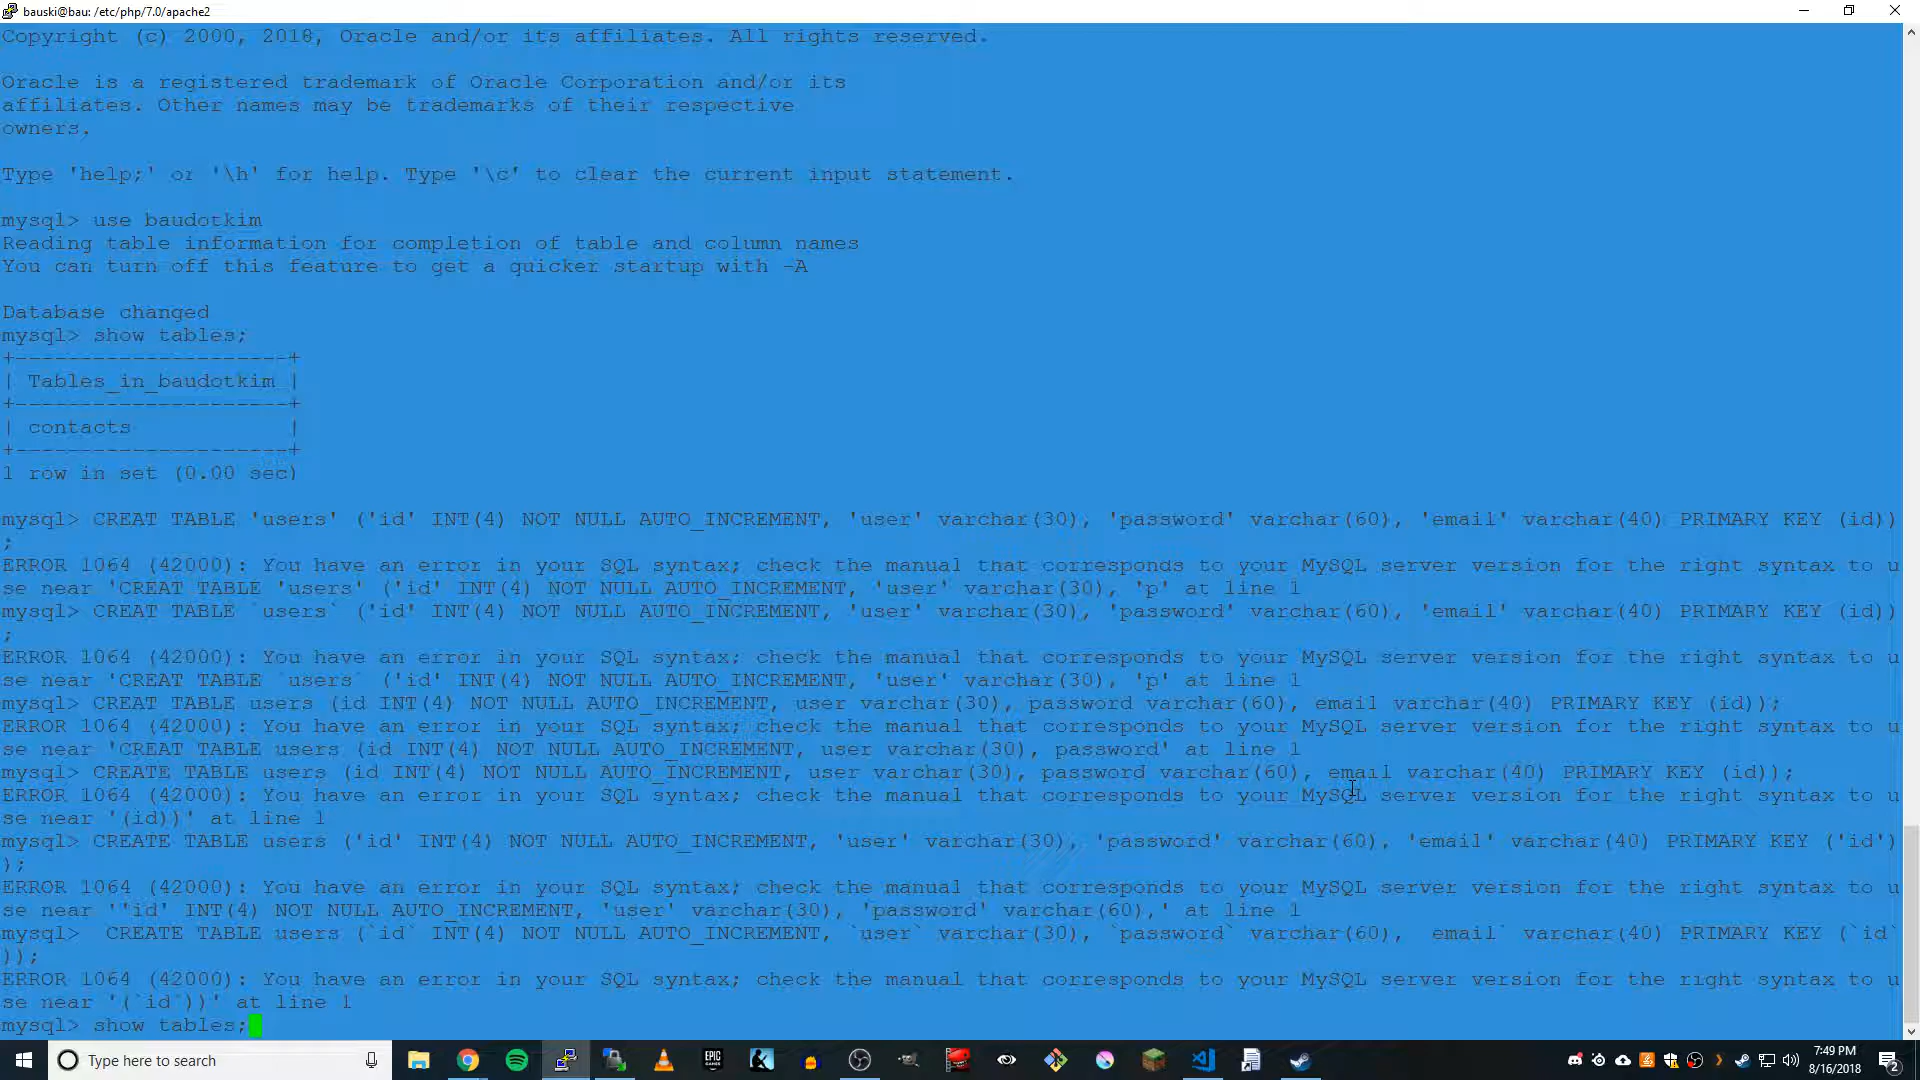 bauski@bau: /etc/php/7.0/apache2
Copyright (c) 2000, 2018, Oracle and/or its affiliates. All rights reserved.
Oracle is a registered trademark of Oracle Corporation and/or its
affiliates. Other names may be trademarks of their respective
owners.
Type 'help;' or '\h' for help. Type '\c' to clear the current input statement.
mysql> use baudotkim
Reading table information for completion of table and column names
You can turn off this feature to get a quicker startup with -A
Database changed
mysql> show tables;
+---------------------+
| Tables_in_baudotkim |
+---------------------+
| contacts            |
+---------------------+
1 row in set (0.00 sec)
mysql> CREAT TABLE 'users' ('id' INT(4) NOT NULL AUTO_INCREMENT, 'user' varchar(30), 'password' varchar(60), 'email' varchar(40) PRIMARY KEY (id))
;
ERROR 1064 (42000): You have an error in your SQL syntax; check the manual that corresponds to your MySQL server version for the right syntax to u
se near 'CREAT TABLE 'users' ('id' INT(4) NOT NULL AUTO_INCREMENT, 'user' varchar(30), 'p' at line 1
mysql> CREAT TABLE `users` ('id' INT(4) NOT NULL AUTO_INCREMENT, 'user' varchar(30), 'password' varchar(60), 'email' varchar(40) PRIMARY KEY (id))
;
ERROR 1064 (42000): You have an error in your SQL syntax; check the manual that corresponds to your MySQL server version for the right syntax to u
se near 'CREAT TABLE `users` ('id' INT(4) NOT NULL AUTO_INCREMENT, 'user' varchar(30), 'p' at line 1
mysql> CREAT TABLE users (id INT(4) NOT NULL AUTO_INCREMENT, user varchar(30), password varchar(60), email varchar(40) PRIMARY KEY (id));
ERROR 1064 (42000): You have an error in your SQL syntax; check the manual that corresponds to your MySQL server version for the right syntax to u
se near 'CREAT TABLE users (id INT(4) NOT NULL AUTO_INCREMENT, user varchar(30), password' at line 1
mysql> CREATE TABLE users (id INT(4) NOT NULL AUTO_INCREMENT, user varchar(30), password varchar(60), email varchar(40) PRIMARY KEY (id));
ERROR 1064 (42000): You have an error in your SQL syntax; check the manual that corresponds to your MySQL server version for the right syntax to u
se near '(id))' at line 1
mysql> CREATE TABLE users ('id' INT(4) NOT NULL AUTO_INCREMENT, 'user' varchar(30), 'password' varchar(60), 'email' varchar(40) PRIMARY KEY ('id')
);
ERROR 1064 (42000): You have an error in your SQL syntax; check the manual that corresponds to your MySQL server version for the right syntax to u
se near ''id' INT(4) NOT NULL AUTO_INCREMENT, 'user' varchar(30), 'password' varchar(60),' at line 1
mysql>  CREATE TABLE users (`id` INT(4) NOT NULL AUTO_INCREMENT, `user` varchar(30), `password` varchar(60), `email` varchar(40) PRIMARY KEY (`id`
));
ERROR 1064 (42000): You have an error in your SQL syntax; check the manual that corresponds to your MySQL server version for the right syntax to u
se near '(`id`))' at line 1
mysql> show tables;
Type here to search
EPIC GAMES
7:49 PM
8/16/2018
2